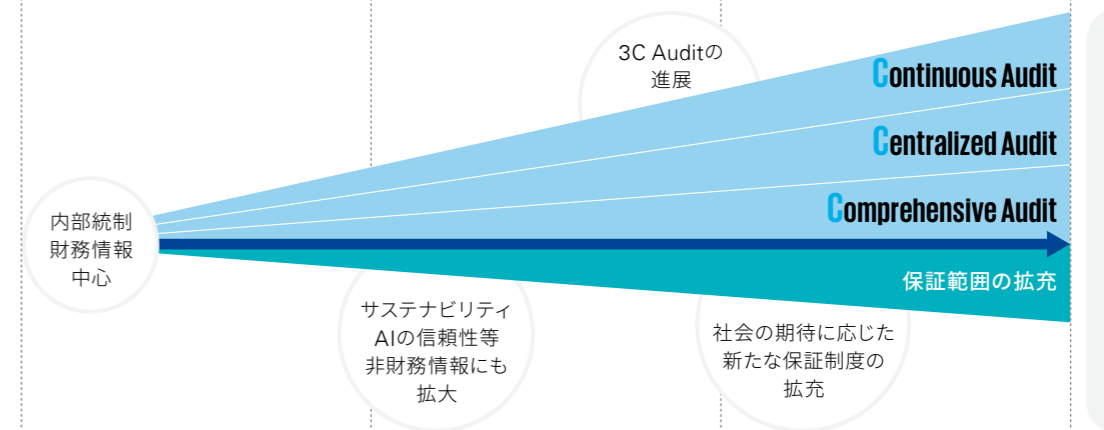 3C Auditの
進展
Continuous Audit
Centralized Audit
Comprehensive Audit
内部統制
財務情報
中心
保証範囲の拡充
サステナビリティ
AIの信頼性等
非財務情報にも
拡大
社会の期待に応じた
新たな保証制度の
拡充